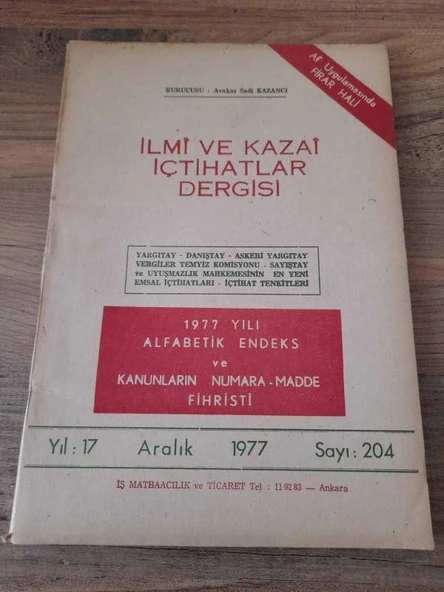 Af Uygulamasında
FİRAR HALİ
KURUCUSU : Avukat Sadi KAZANCI
İLMÎ VE KAZAÎ
İÇTİHATLAR
DERGİSİ
YARGITAY - DANIŞTAY - ASKERİ YARGITAY
VERGİLER TEMYİZ KOMİSYONU - SAYIŞTAY
ve UYUŞMAZLIK MAHKEMESİNİN EN YENİ
EMSAL İÇTİHATLARI - İÇTİHAT TENKİTLERİ
1977 YILI
ALFABETİK ENDEKS
ve
KANUNLARIN NUMARA - MADDE
FİHRİSTİ
Yıl : 17 Aralık 1977 Sayı : 204
İŞ MATBAACILIK ve TİCARET Tel : 11 92 83 — Ankara